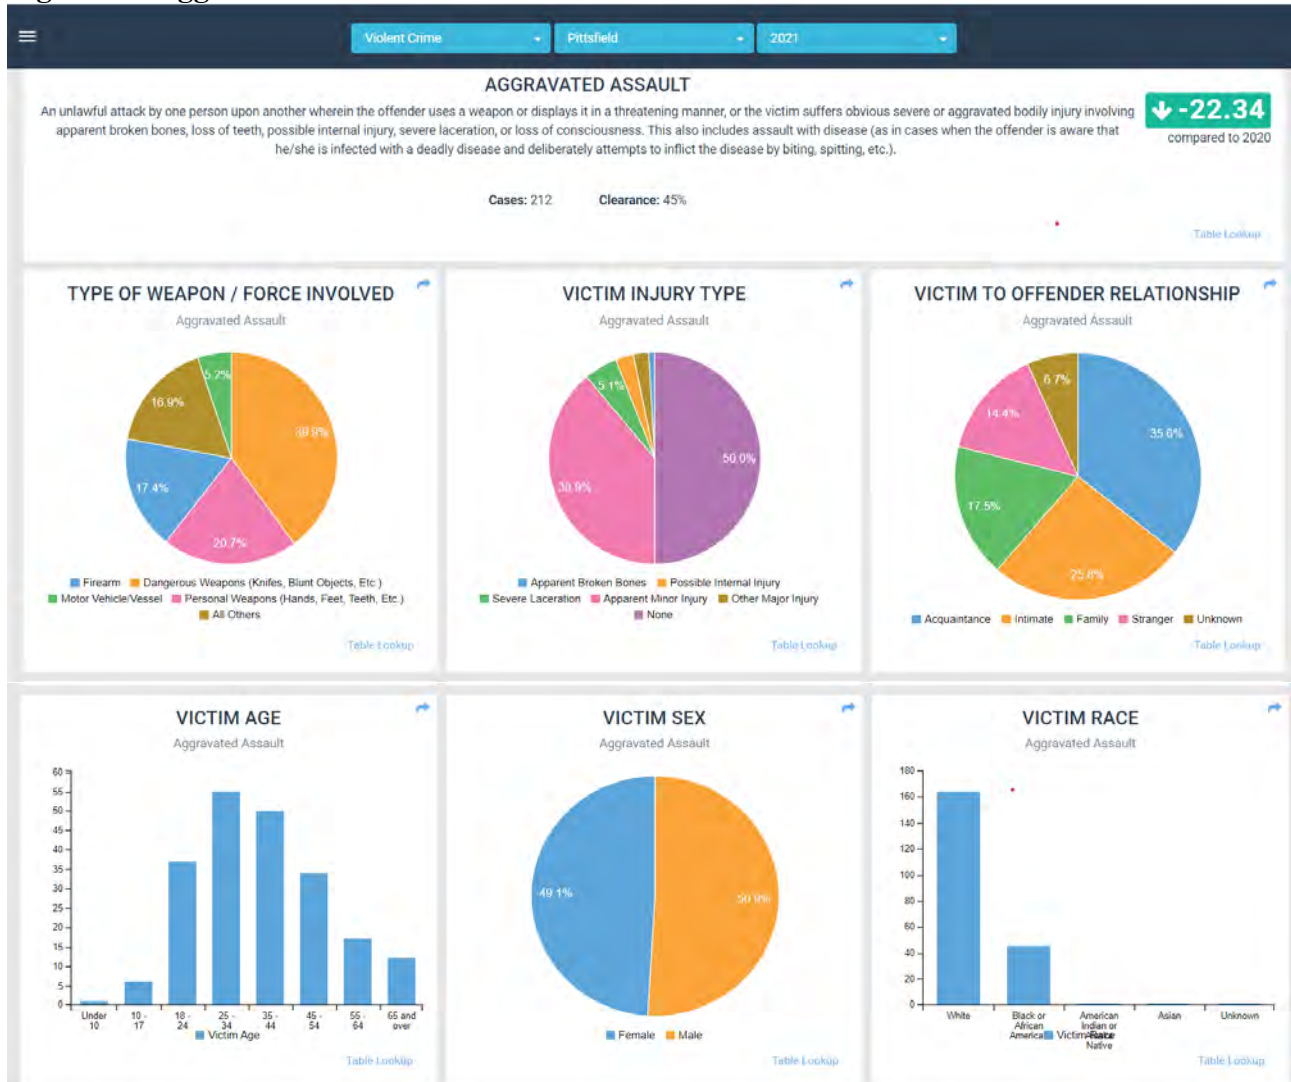 Violent Crime
Pittsfield
2021
AGGRAVATED ASSAULT
An unlawful attack by one person upon another wherein the offender uses a weapon or displays it in a threatening manner, or the victim suffers obvious severe or aggravated bodily injury involving
apparent broken bones, loss of teeth, possible internal injury, severe laceration, or loss of consciousness. This also includes assault with disease (as in cases when the offender is aware that
he/she is infected with a deadly disease and deliberately attempts to inflict the disease by biting, spitting, etc.).
-22.34
compared to 2020
Cases: 212 Clearance: 45%
Table Lookup
TYPE OF WEAPON / FORCE INVOLVED
Aggravated Assault
5.2%
16.9%
39.9%
17.4%
20.7%
Firearm Dangerous Weapons (Knifes, Blunt Objects, Etc.)
Motor Vehicle/Vessel Personal Weapons (Hands, Feet, Teeth, Etc.)
All Others
Table Lookup
VICTIM INJURY TYPE
Aggravated Assault
5.1%
50.0%
38.9%
Apparent Broken Bones Possible Internal Injury
Severe Laceration Apparent Minor Injury Other Major Injury
None
Table Lookup
VICTIM TO OFFENDER RELATIONSHIP
Aggravated Assault
6.7%
14.4%
35.6%
17.5%
25.8%
Acquaintance Intimate Family Stranger Unknown
Table Lookup
VICTIM AGE
Aggravated Assault
60
55
50
45
40
35
30
25
20
15
10
5
0
Under 10
10 - 17
18 - 24
25 - 34
35 - 44
45 - 54
55 - 64
65 and over
Victim Age
Table Lookup
VICTIM SEX
Aggravated Assault
49.1%
50.9%
Female Male
Table Lookup
VICTIM RACE
Aggravated Assault
180
160
140
120
100
80
60
40
20
0
White
Black or African America
American Indian or Native
Asian
Unknown
Victim Race
Table Lookup